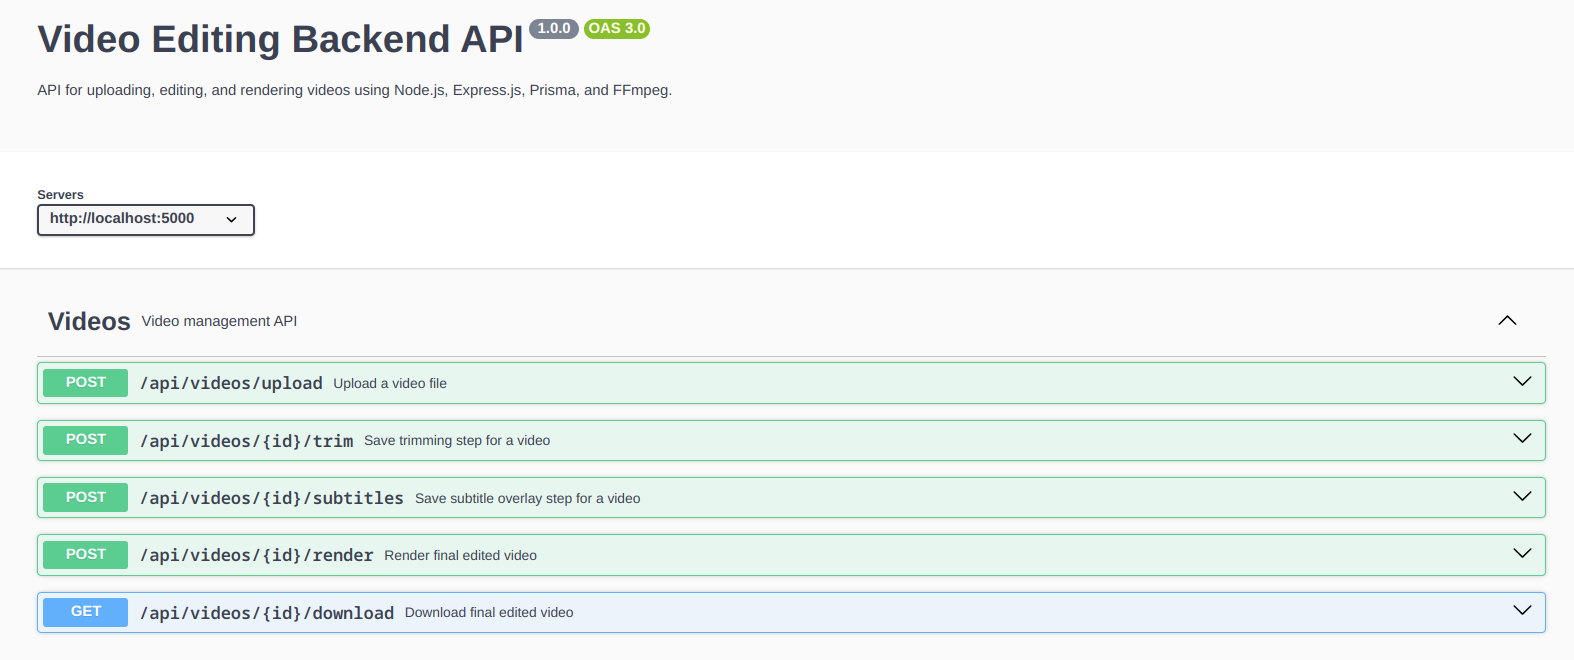 Video Editing Backend API 1.0.0 OAS 3.0
API for uploading, editing, and rendering videos using Node.js, Express.js, Prisma, and FFmpeg.
Servers
http://localhost:5000
Videos Video management API
POST /api/videos/upload Upload a video file
POST /api/videos/{id}/trim Save trimming step for a video
POST /api/videos/{id}/subtitles Save subtitle overlay step for a video
POST /api/videos/{id}/render Render final edited video
GET /api/videos/{id}/download Download final edited video